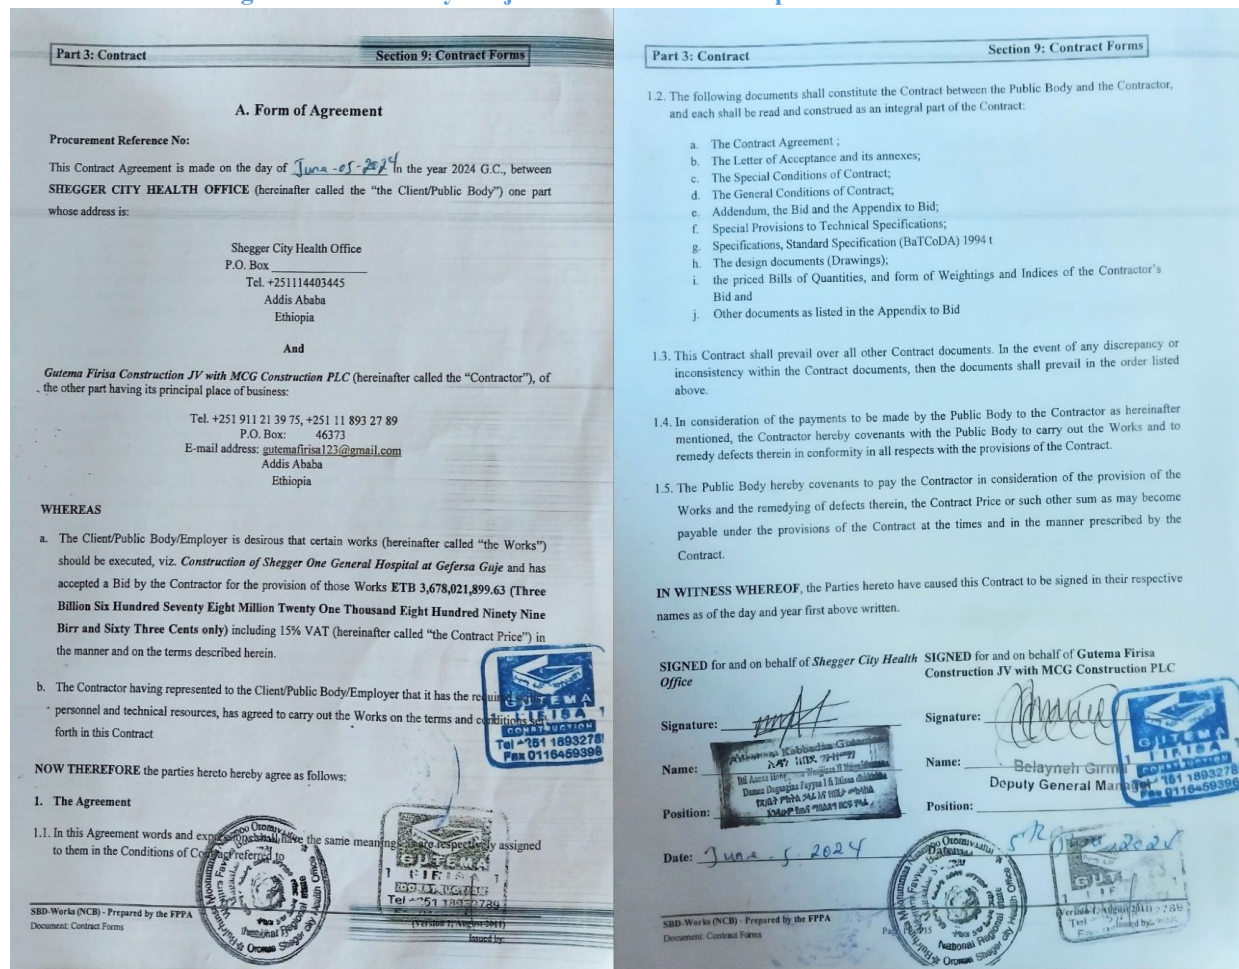 Part 3: Contract
Section 9: Contract Forms
A. Form of Agreement
Procurement Reference No:
This Contract Agreement is made on the day of June -05-2024 in the year 2024 G.C., between
SHEGGER CITY HEALTH OFFICE (hereinafter called the “the Client/Public Body”) one part
whose address is:
Shegger City Health Office
P.O. Box
Tel. +251114403445
Addis Ababa
Ethiopia
And
Gutema Firisa Construction JV with MCG Construction PLC (hereinafter called the “Contractor”), of
the other part having its principal place of business:
Tel. +251 911 21 39 75, +251 11 893 27 89
P.O. Box: 46373
E-mail address: gutemafirisa123@gmail.com
Addis Ababa
Ethiopia
WHEREAS
a. The Client/Public Body/Employer is desirous that certain works (hereinafter called “the Works”)
should be executed, viz. Construction of Shegger One General Hospital at Gefersa Guje and has
accepted a Bid by the Contractor for the provision of those Works ETB 3,678,021,899.63 (Three
Billion Six Hundred Seventy Eight Million Twenty One Thousand Eight Hundred Ninety Nine
Birr and Sixty Three Cents only) including 15% VAT (hereinafter called “the Contract Price”) in
the manner and on the terms described herein.
b. The Contractor having represented to the Client/Public Body/Employer that it has the
personnel and technical resources, has agreed to carry out the Works on the terms and conditions set
forth in this Contract
GUTEMA
FIRISA
CONSTRUCTION
Fax 0116459398
NOW THEREFORE the parties hereto hereby agree as follows:
1. The Agreement
1.1. In this Agreement words and have the same meanings as are respectively assigned
to them in the Conditions of Contract referred to
GUTEMA
SBD-Works (NCB) - Prepared by the FPPA
Document: Contract Forms
(Version 1, August 2011)
Issued by:
Part 3: Contract
Section 9: Contract Forms
1.2. The following documents shall constitute the Contract between the Public Body and the Contractor,
and each shall be read and construed as an integral part of the Contract:
a. The Contract Agreement ;
b. The Letter of Acceptance and its annexes;
c. The Special Conditions of Contract;
d. The General Conditions of Contract;
e. Addendum, the Bid and the Appendix to Bid;
f. Special Provisions to Technical Specifications;
g. Specifications, Standard Specification (BaTCoDA) 1994 t
h. The design documents (Drawings);
i. the priced Bills of Quantities, and form of Weightings and Indices of the Contractor's
Bid and
j. Other documents as listed in the Appendix to Bid
1.3. This Contract shall prevail over all other Contract documents. In the event of any discrepancy or
inconsistency within the Contract documents, then the documents shall prevail in the order listed
above.
1.4. In consideration of the payments to be made by the Public Body to the Contractor as hereinafter
mentioned, the Contractor hereby covenants with the Public Body to carry out the Works and to
remedy defects therein in conformity in all respects with the provisions of the Contract.
1.5. The Public Body hereby covenants to pay the Contractor in consideration of the provision of the
Works and the remedying of defects therein, the Contract Price or such other sum as may become
payable under the provisions of the Contract at the times and in the manner prescribed by the
Contract.
IN WITNESS WHEREOF, the Parties hereto have caused this Contract to be signed in their respective
names as of the day and year first above written.
SIGNED for and on behalf of Shegger City Health
Office
SIGNED for and on behalf of Gutema Firisa
Construction JV with MCG Construction PLC
Signature:
Signature:
Name:
Name: Belayneh Girma
Deputy General Manager
Position:
Position:
Date: June 5. 2024
SBD-Works (NCB) - Prepared by the FPPA
Document: Contract Forms